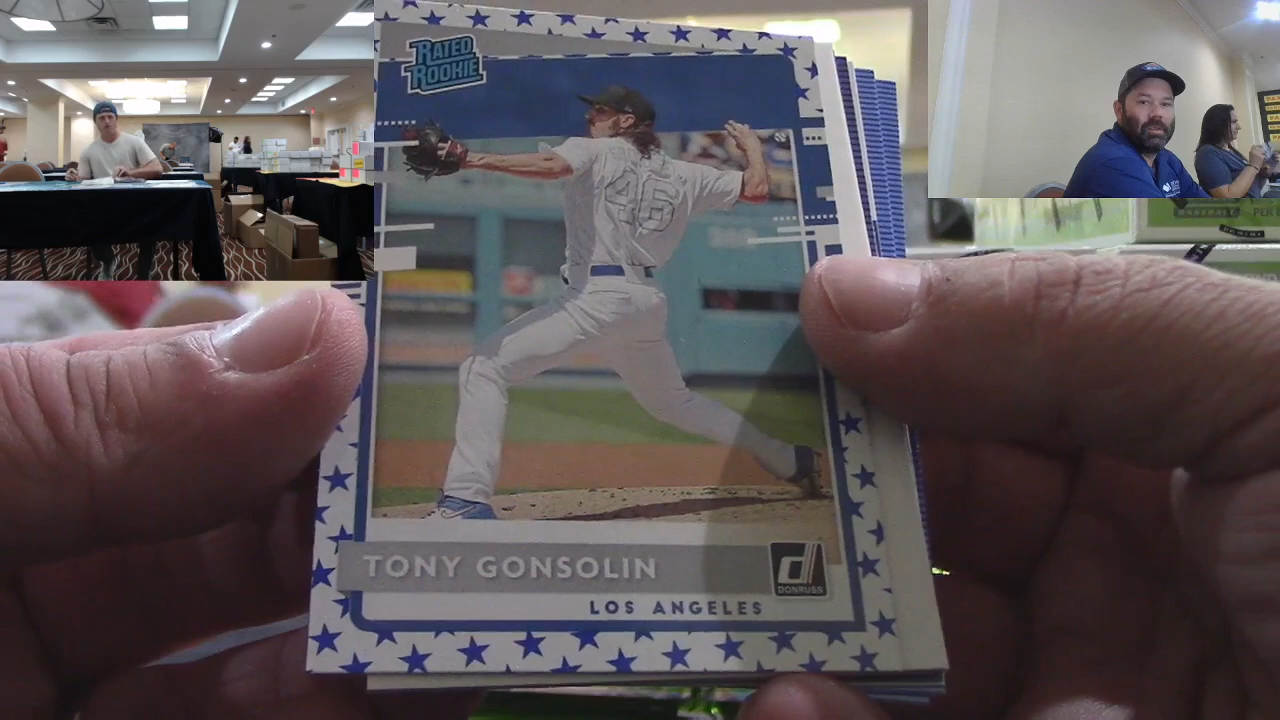 RATED
ROOKIE
46
TONY GONSOLIN
d
DONRUSS
LOS ANGELES